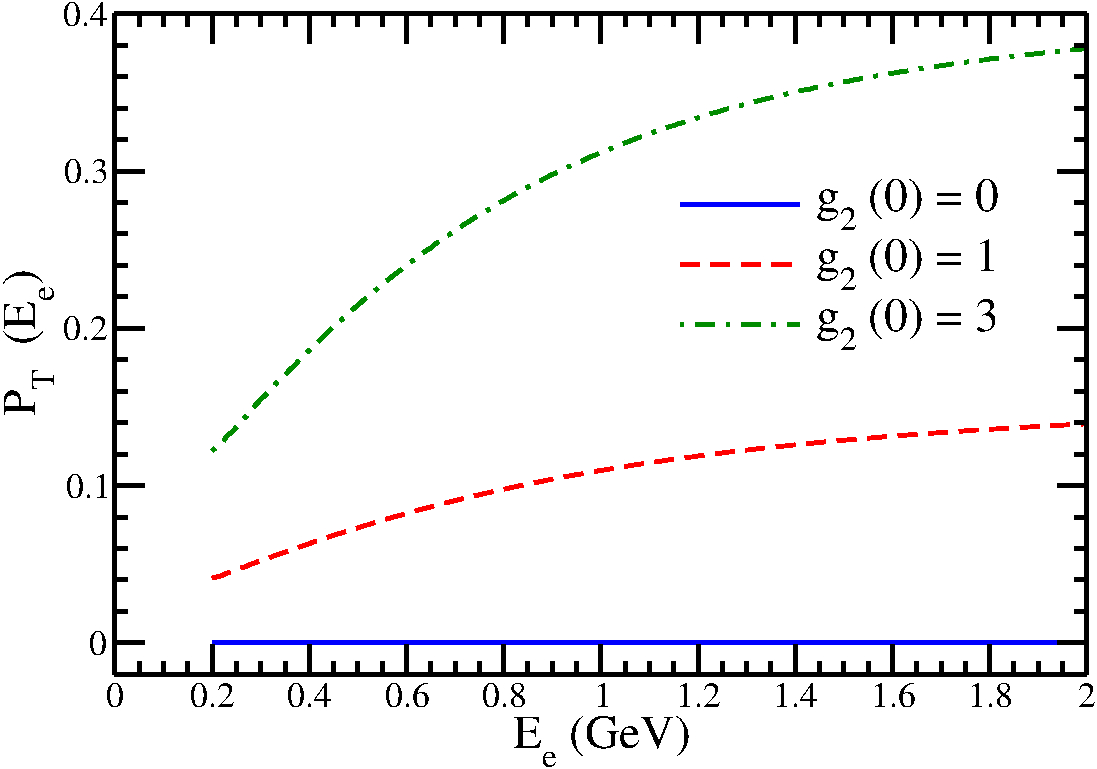 0.4
0.3
0.2
0.1
0
P_T (E_e)
g_2 (0) = 0
g_2 (0) = 1
g_2 (0) = 3
0 0.2 0.4 0.6 0.8 1 1.2 1.4 1.6 1.8 2
E_e (GeV)